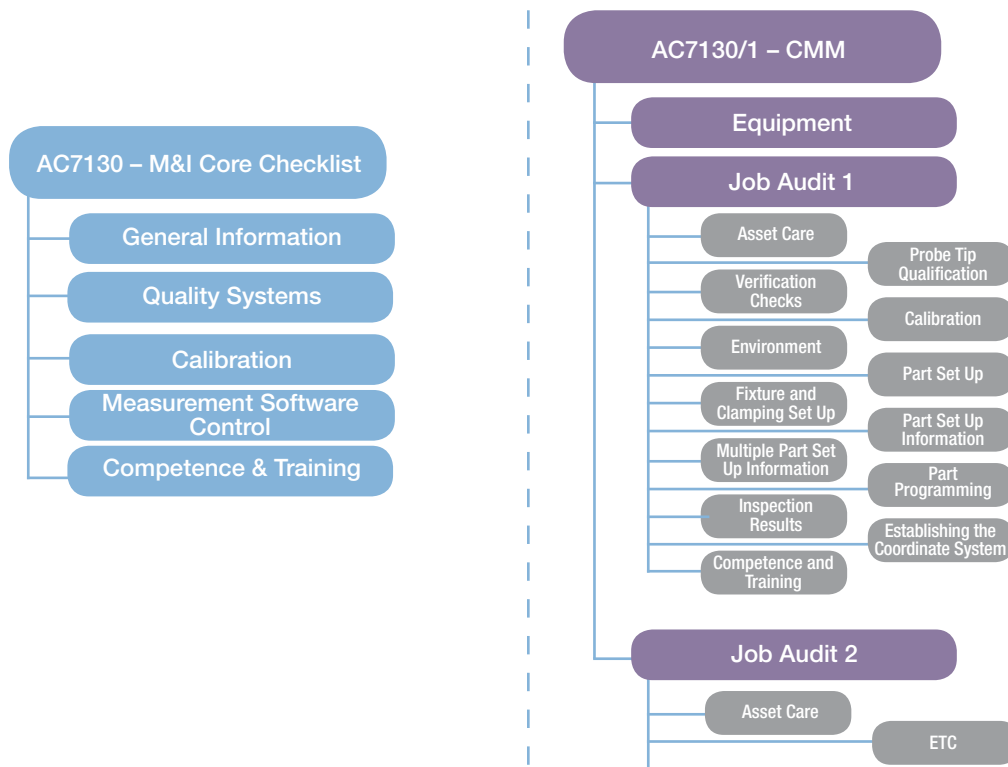 AC7130 – M&I Core Checklist
General Information
Quality Systems
Calibration
Measurement Software
Control
Competence & Training
AC7130/1 – CMM
Equipment
Job Audit 1
Asset Care
Probe Tip
Qualification
Verification
Checks
Calibration
Environment
Part Set Up
Fixture and
Clamping Set Up
Part Set Up
Information
Multiple Part Set
Up Information
Part
Programming
Inspection
Results
Establishing the
Coordinate System
Competence and
Training
Job Audit 2
Asset Care
ETC